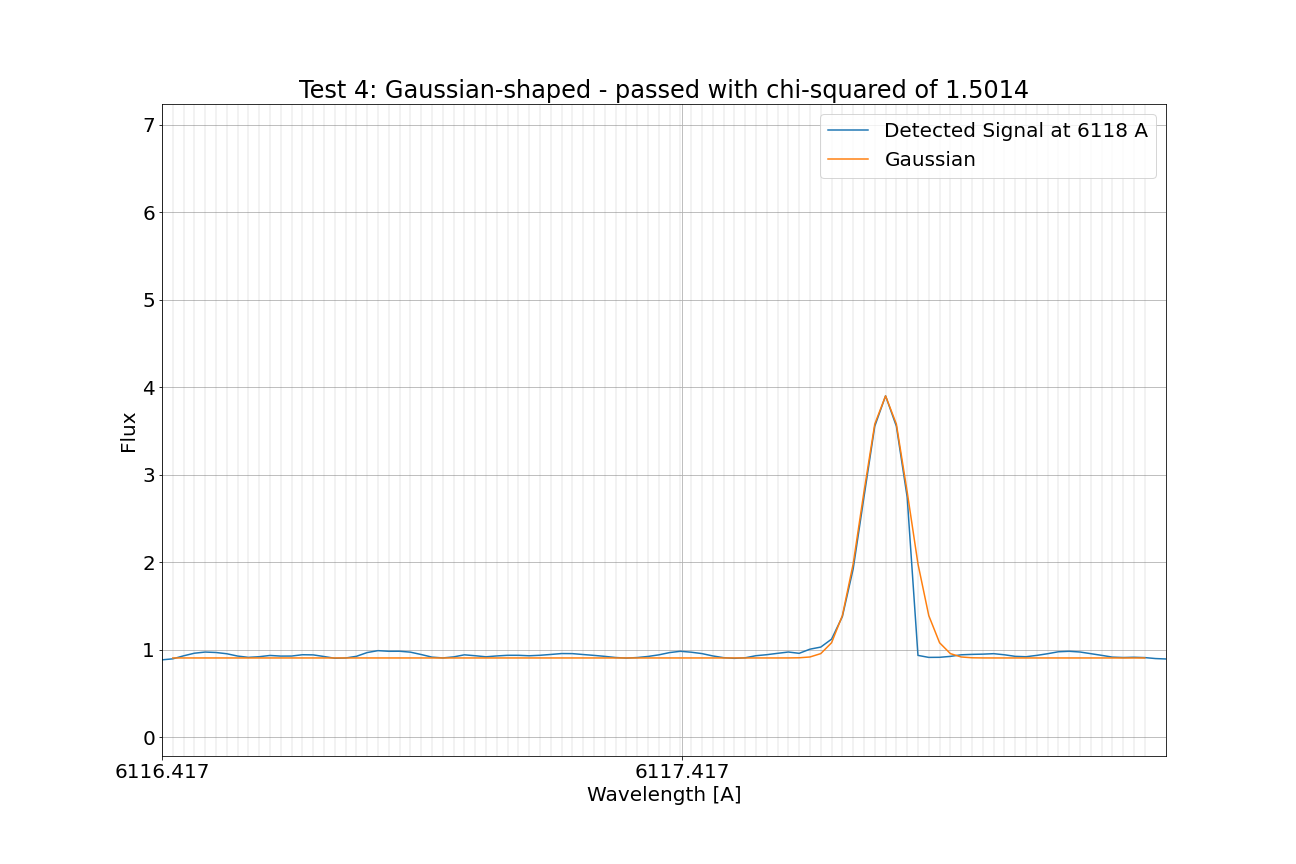 Test 4: Gaussian-shaped - passed with chi-squared of 1.5014
Detected Signal at 6118 A
Gaussian
7
6
5
4
3
2
1
0
Flux
6116.417 6117.417
Wavelength [A]